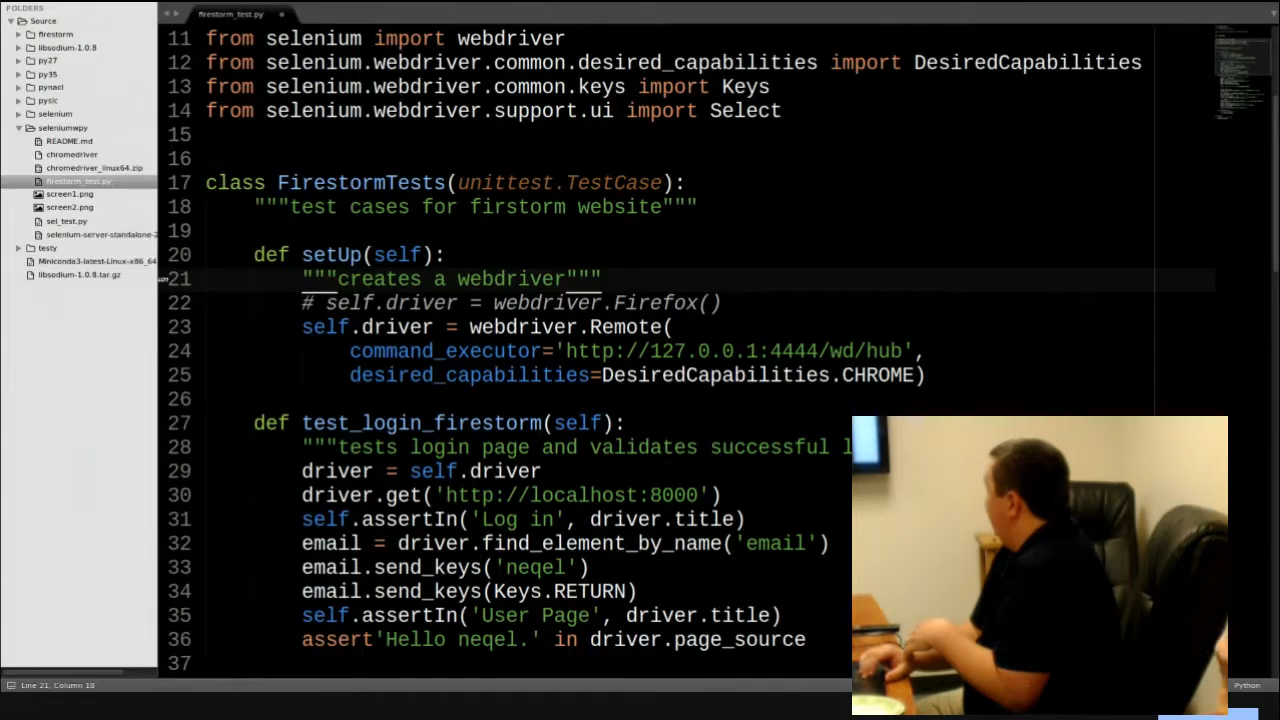 FOLDERS
Source
firestorm
libsodium-1.0.8
py27
py35
pynacl
pyslc
selenium
seleniumwpy
README.md
chromedriver
chromedriver_linux64.zip
firestorm_test.py
screen1.png
screen2.png
sel_test.py
selenium-server-standalone-2
testy
Miniconda3-latest-Linux-x86_64
libsodium-1.0.8.tar.gz
firestorm_test.py
11 from selenium import webdriver
12 from selenium.webdriver.common.desired_capabilities import DesiredCapabilities
13 from selenium.webdriver.common.keys import Keys
14 from selenium.webdriver.support.ui import Select
15
16
17 class FirestormTests(unittest.TestCase):
18 """test cases for firstorm website"""
19
20 def setUp(self):
21 """creates a webdriver"""
22 # self.driver = webdriver.Firefox()
23 self.driver = webdriver.Remote(
24 command_executor='http://127.0.0.1:4444/wd/hub',
25 desired_capabilities=DesiredCapabilities.CHROME)
26
27 def test_login_firestorm(self):
28 """tests login page and validates successful l
29 driver = self.driver
30 driver.get('http://localhost:8000')
31 self.assertIn('Log in', driver.title)
32 email = driver.find_element_by_name('email')
33 email.send_keys('neqel')
34 email.send_keys(Keys.RETURN)
35 self.assertIn('User Page', driver.title)
36 assert'Hello neqel.' in driver.page_source
37
Line 21, Column 18
Python